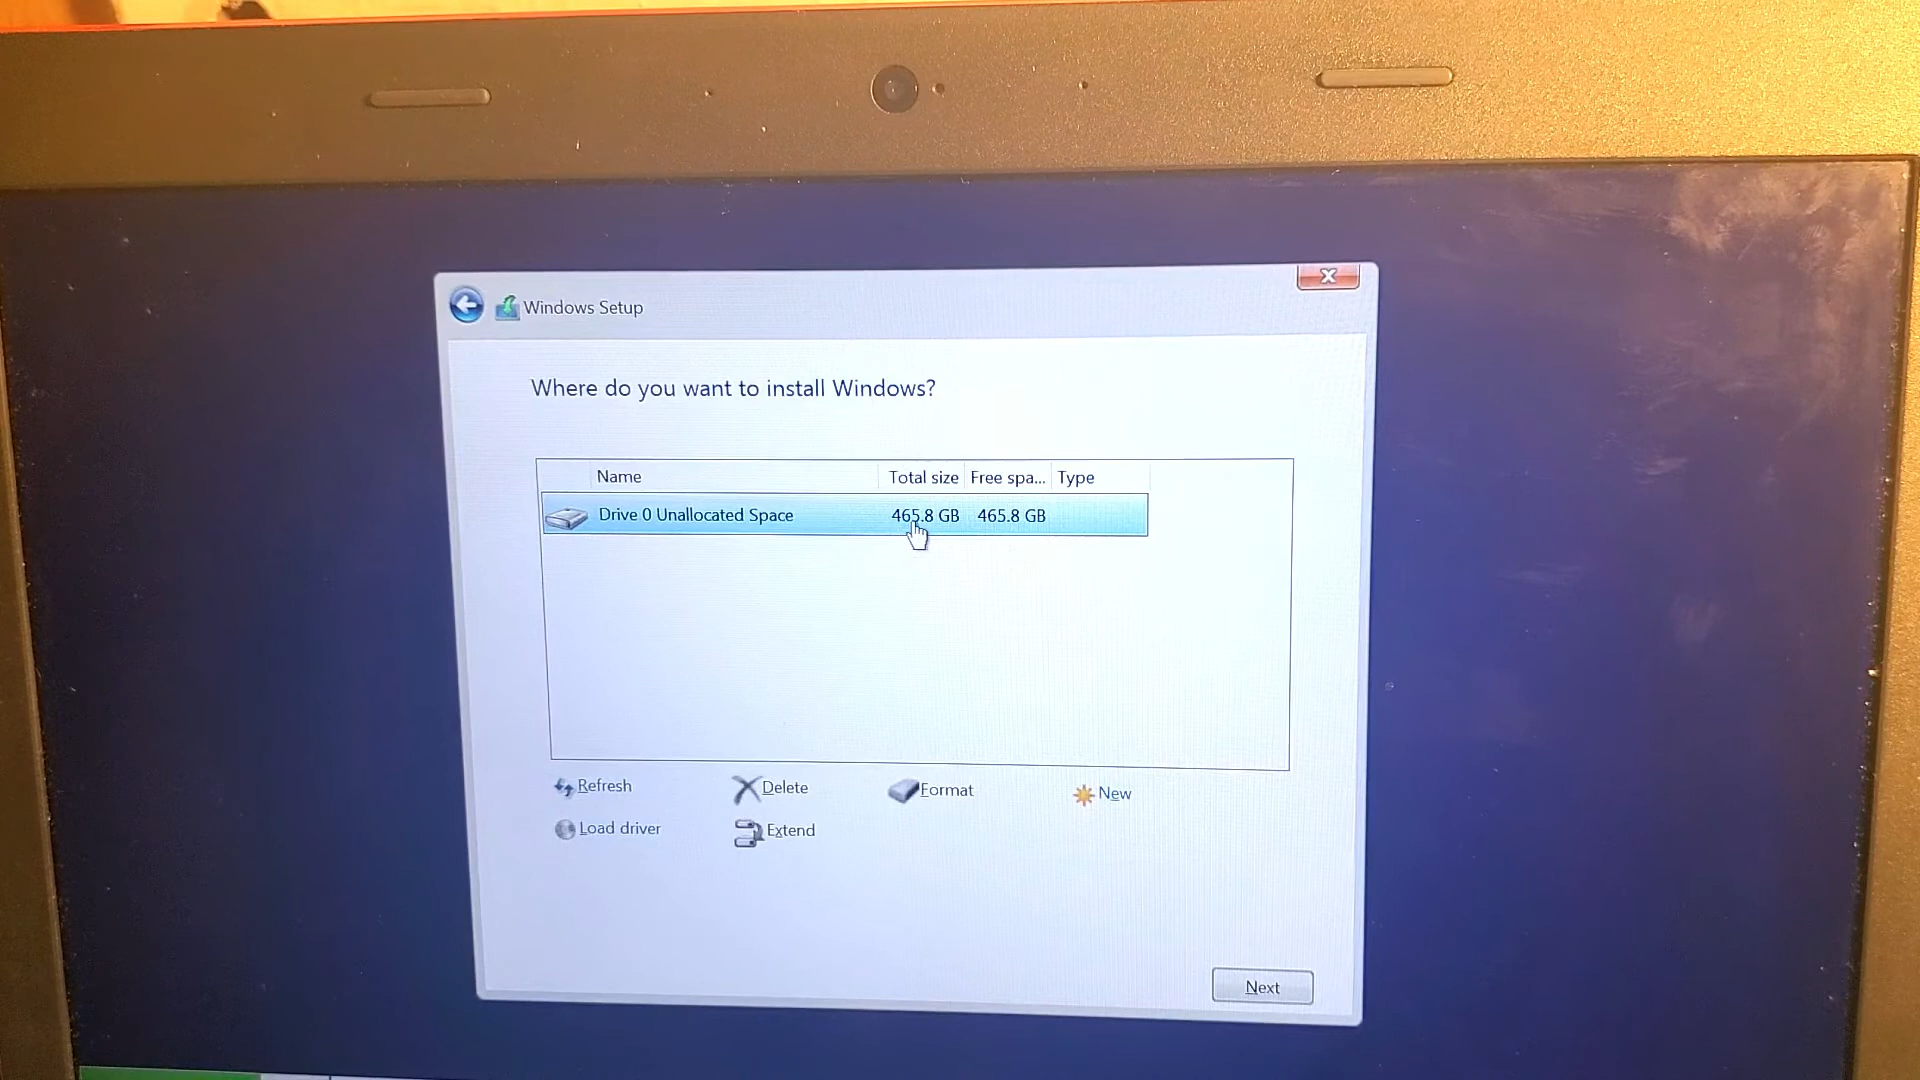 Windows Setup
Where do you want to install Windows?
Name Total size Free spa... Type
Drive 0 Unallocated Space 465.8 GB 465.8 GB
Refresh Delete Format New
Load driver Extend
Next